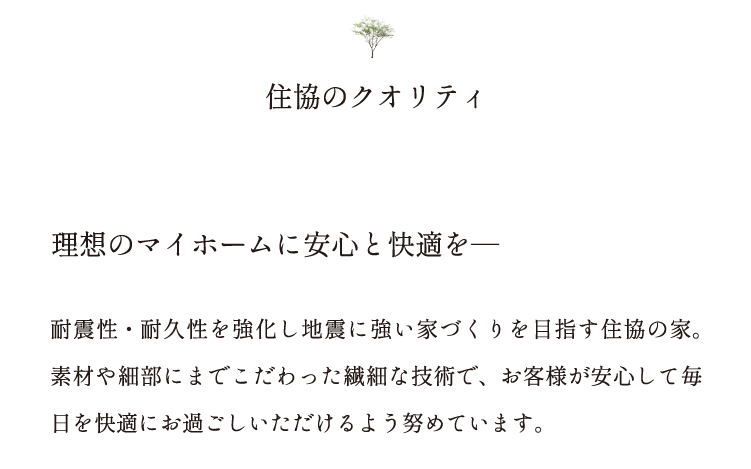 住協のクオリティ
理想のマイホームに安心と快適を―
耐震性・耐久性を強化し地震に強い家づくりを目指す住協の家。
素材や細部にまでこだわった繊細な技術で、お客様が安心して毎
日を快適にお過ごしいただけるよう努めています。